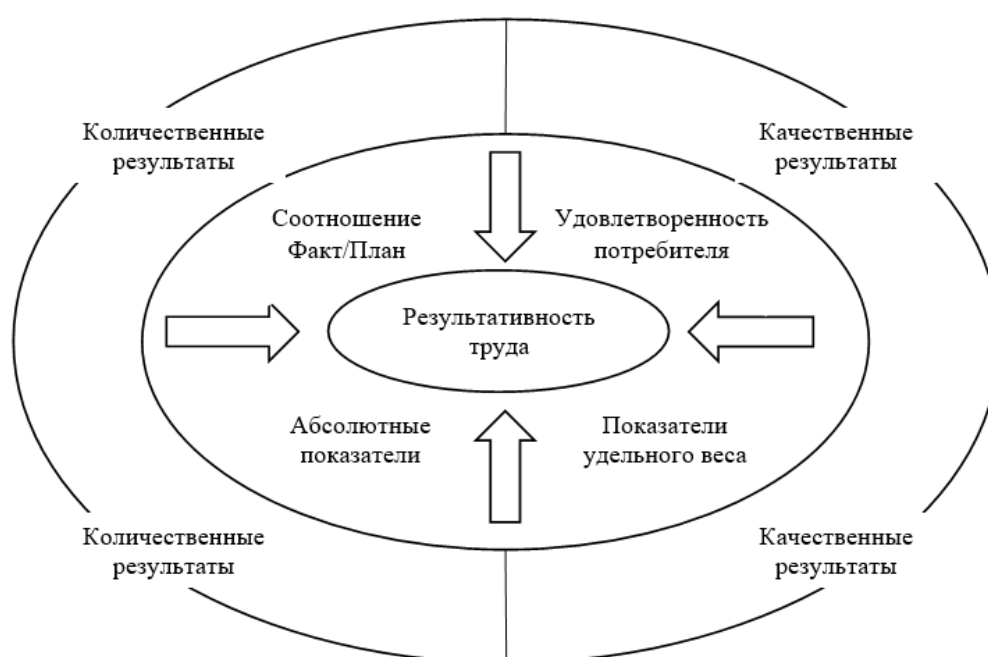 Количественные
результаты
Качественные
результаты
Соотношение
Факт/План
Удовлетворенность
потребителя
Результативность
труда
Абсолютные
показатели
Показатели
удельного веса
Количественные
результаты
Качественные
результаты